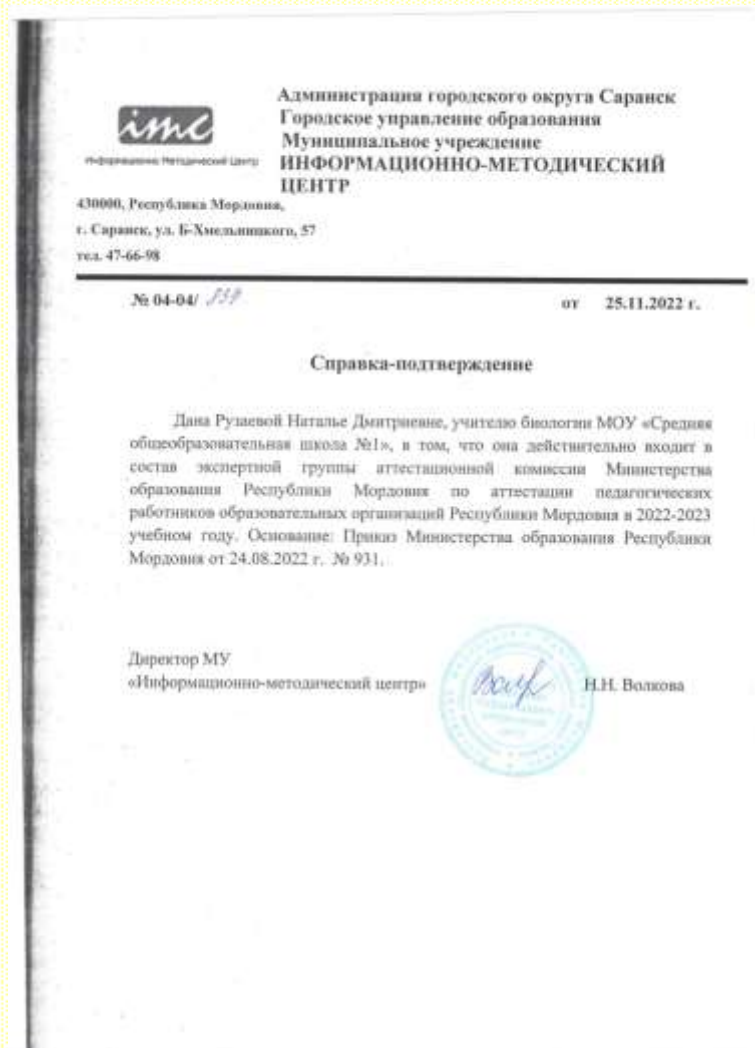 Администрация городского округа Саранск
Городское управление образования
Муниципальное учреждение
ИНФОРМАЦИОННО-МЕТОДИЧЕСКИЙ
ЦЕНТР
imc
Информационно Методический Центр
430000, Республика Мордовия,
г. Саранск, ул. Б-Хмельницкого, 57
тел. 47-66-98
№ 04-04/
от 25.11.2022 г.
Справка-подтверждение
Дана Рузаевой Наталье Дмитриевне, учителю биологии МОУ «Средняя
общеобразовательная школа №1», в том, что она действительно входит в
состав экспертной группы аттестационной комиссии Министерства
образования Республики Мордовия по аттестации педагогических
работников образовательных организаций Республики Мордовия в 2022-2023
учебном году. Основание: Приказ Министерства образования Республики
Мордовия от 24.08.2022 г. № 931.
Директор МУ
«Информационно-методический центр»
Н.Н. Волкова